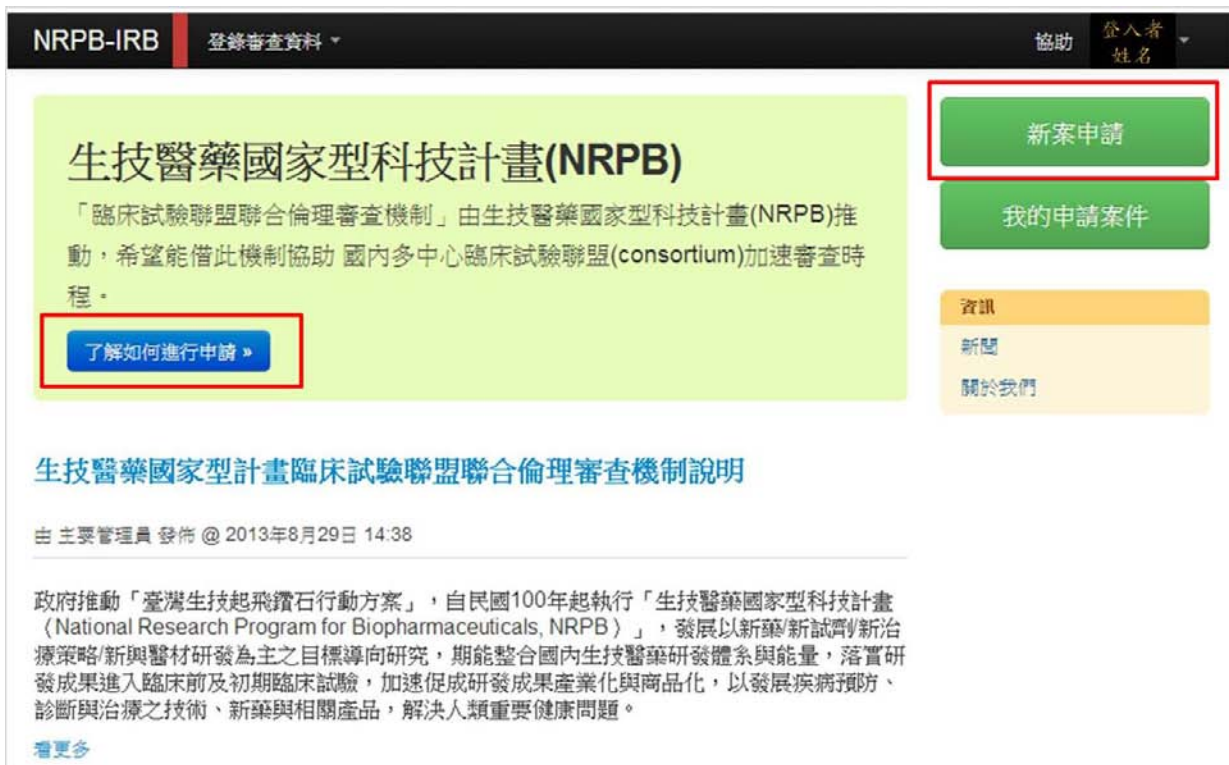 NRPB-IRB 登錄審查資料 協助 登入者
姓名
生技醫藥國家型科技計畫(NRPB)
「臨床試驗聯盟聯合倫理審查機制」由生技醫藥國家型科技計畫(NRPB)推
動，希望能借此機制協助 國內多中心臨床試驗聯盟(consortium)加速審查時
程。
了解如何進行申請 »
新案申請
我的申請案件
資訊
新聞
關於我們
生技醫藥國家型計畫臨床試驗聯盟聯合倫理審查機制說明
由 主要管理員 發佈 @ 2013年8月29日 14:38
政府推動「臺灣生技起飛鑽石行動方案」，自民國100年起執行「生技醫藥國家型科技計畫
（National Research Program for Biopharmaceuticals, NRPB）」，發展以新藥/新試劑/新治
療策略/新興醫材研發為主之目標導向研究，期能整合國內生技醫藥研發體系與能量，落實研
發成果進入臨床前及初期臨床試驗，加速促成研發成果產業化與商品化，以發展疾病預防、
診斷與治療之技術、新藥與相關產品，解決人類重要健康問題。
看更多